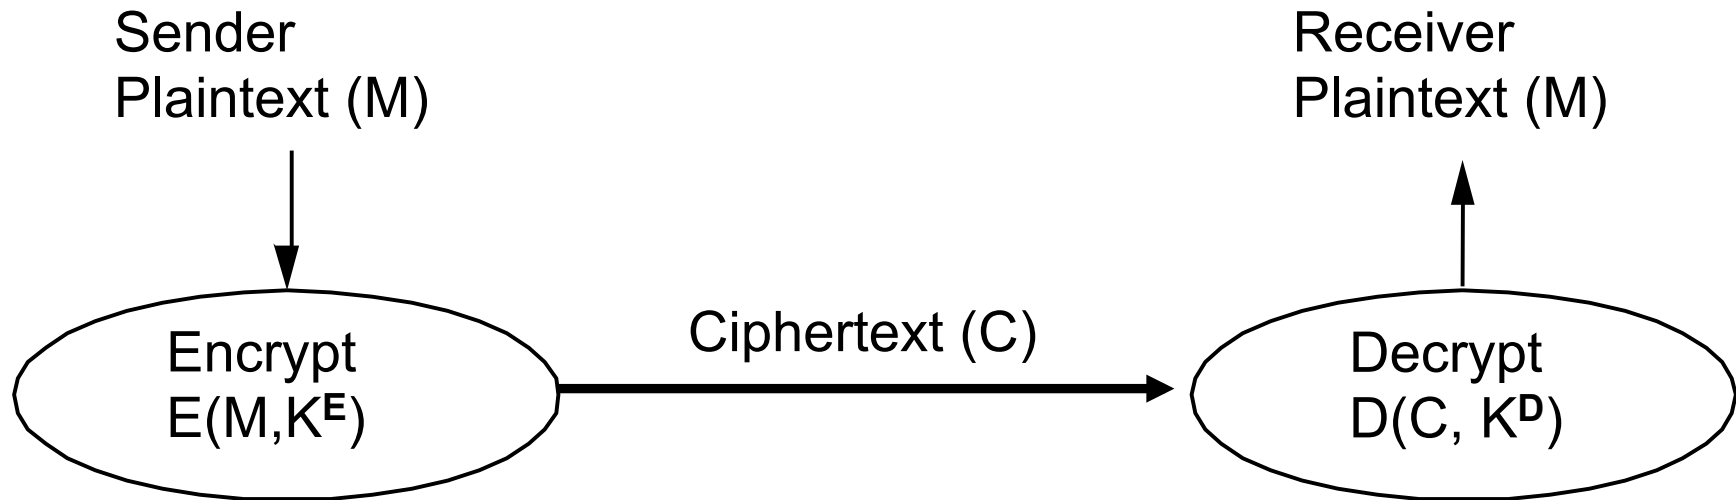 Sender
Plaintext (M)
Receiver
Plaintext (M)
Encrypt
E(M,Kᴱ)
Ciphertext (C)
Decrypt
D(C, Kᴰ)